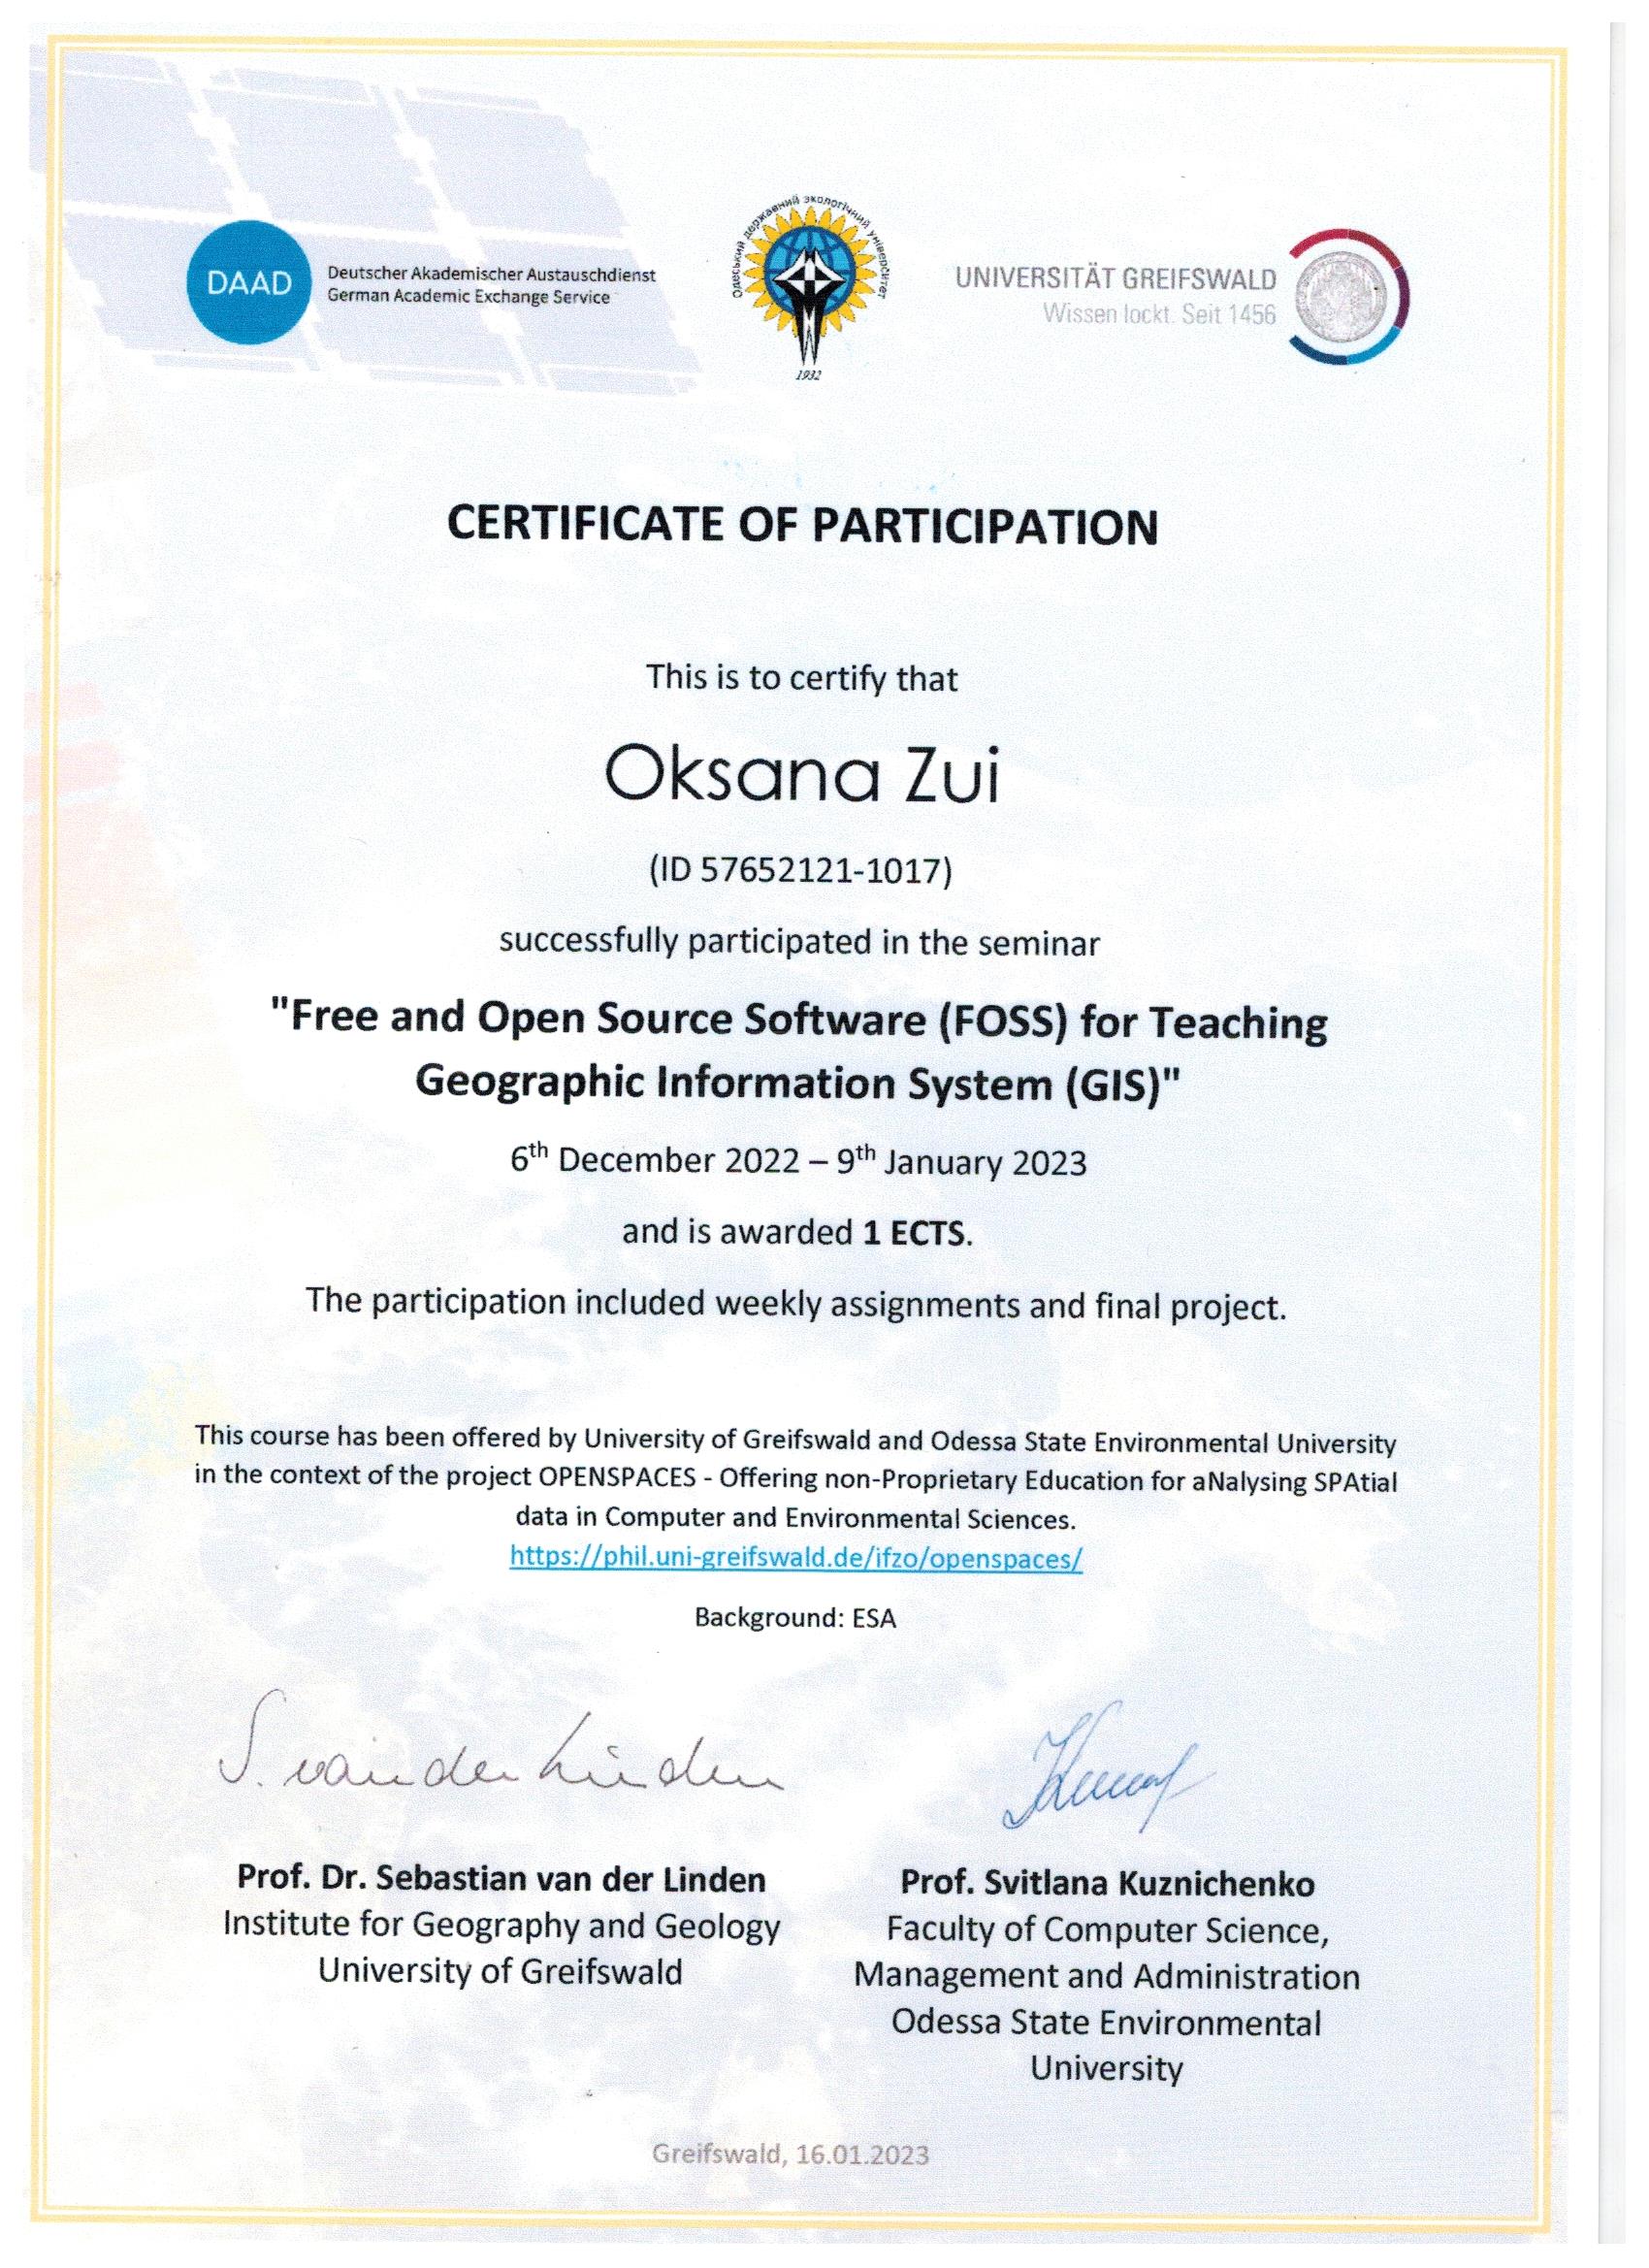 DAAD
Deutscher Akademischer Austauschdienst
German Academic Exchange Service
Одеський державний екологічний університет
1932
UNIVERSITÄT GREIFSWALD
Wissen lockt. Seit 1456
CERTIFICATE OF PARTICIPATION
This is to certify that
Oksana Zui
(ID 57652121-1017)
successfully participated in the seminar
"Free and Open Source Software (FOSS) for Teaching
Geographic Information System (GIS)"
6th December 2022 – 9th January 2023
and is awarded 1 ECTS.
The participation included weekly assignments and final project.
This course has been offered by University of Greifswald and Odessa State Environmental University
in the context of the project OPENSPACES - Offering non-Proprietary Education for aNalysing SPAtial
data in Computer and Environmental Sciences.
https://phil.uni-greifswald.de/ifzo/openspaces/
Background: ESA
S. van der Linden
Prof. Dr. Sebastian van der Linden
Institute for Geography and Geology
University of Greifswald
Prof. Svitlana Kuznichenko
Faculty of Computer Science,
Management and Administration
Odessa State Environmental
University
Greifswald, 16.01.2023